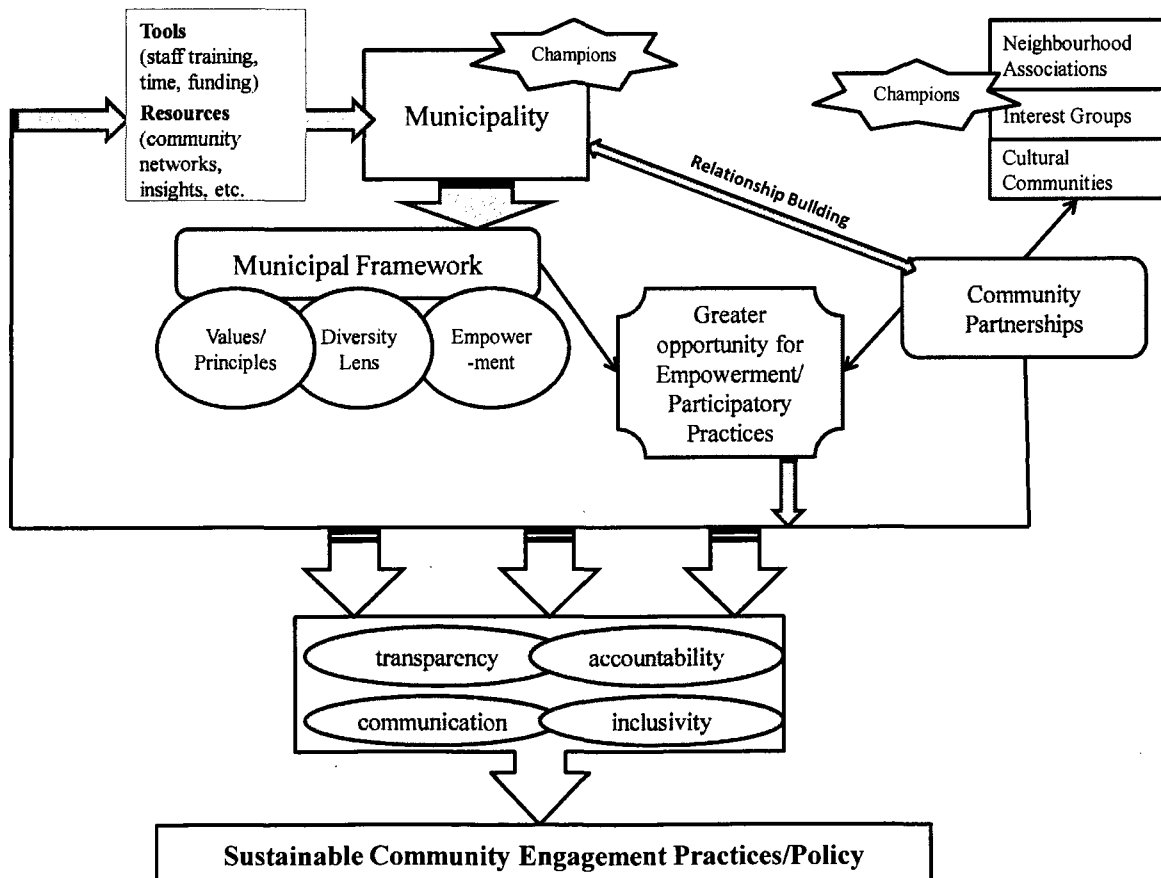 Tools
(staff training,
time, funding)
Resources
(community
networks,
insights, etc.
Municipality
Champions
Champions
Neighbourhood
Associations
Interest Groups
Cultural
Communities
Relationship Building
Municipal Framework
Values/
Principles
Diversity
Lens
Empower
-ment
Greater
opportunity for
Empowerment/
Participatory
Practices
Community
Partnerships
transparency
accountability
communication
inclusivity
Sustainable Community Engagement Practices/Policy